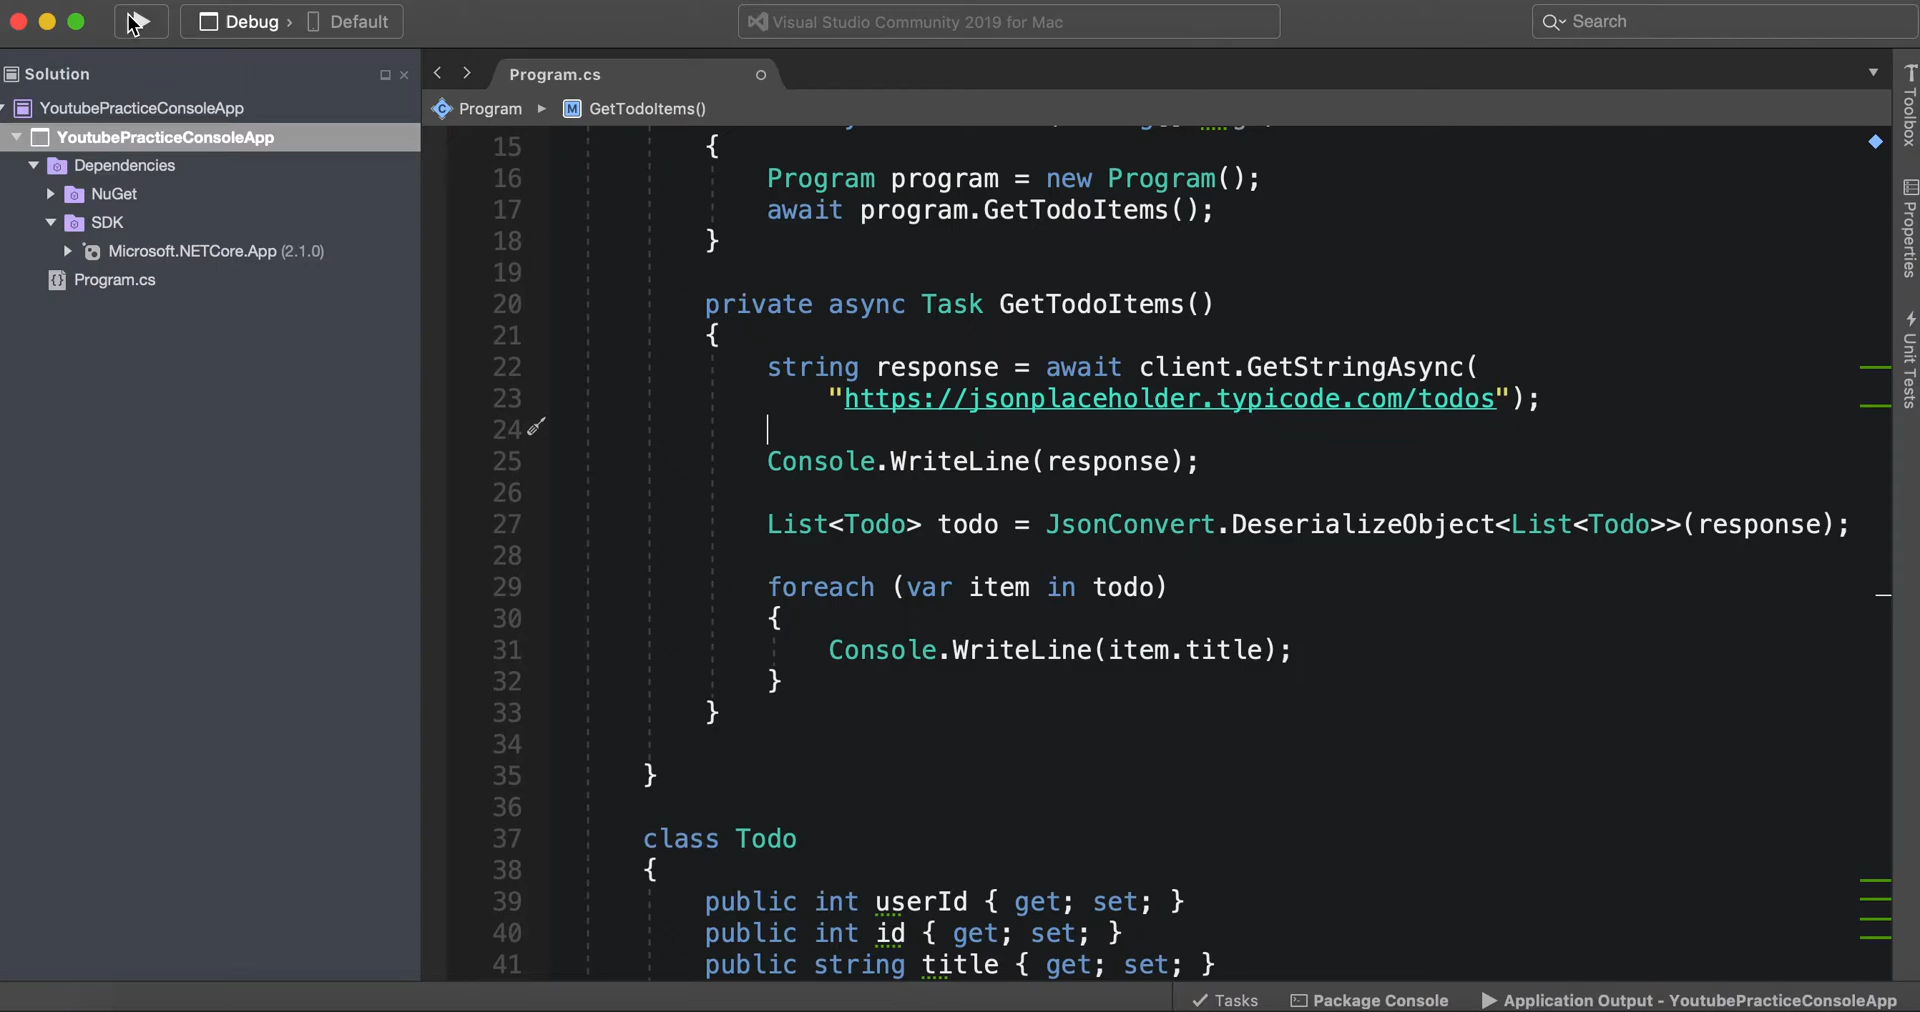 Debug › Default
Visual Studio Community 2019 for Mac
Search
Solution
YoutubePracticeConsoleApp
YoutubePracticeConsoleApp
Dependencies
NuGet
SDK
Microsoft.NETCore.App (2.1.0)
Program.cs
Program.cs
Program ▸ M GetTodoItems()
15 {
16 Program program = new Program();
17 await program.GetTodoItems();
18 }
19
20 private async Task GetTodoItems()
21 {
22 string response = await client.GetStringAsync(
23 "https://jsonplaceholder.typicode.com/todos");
24
25 Console.WriteLine(response);
26
27 List<Todo> todo = JsonConvert.DeserializeObject<List<Todo>>(response);
28
29 foreach (var item in todo)
30 {
31 Console.WriteLine(item.title);
32 }
33 }
34
35 }
36
37 class Todo
38 {
39 public int userId { get; set; }
40 public int id { get; set; }
41 public string title { get; set; }
Toolbox
Properties
Unit Tests
Tasks
Package Console
Application Output - YoutubePracticeConsoleApp